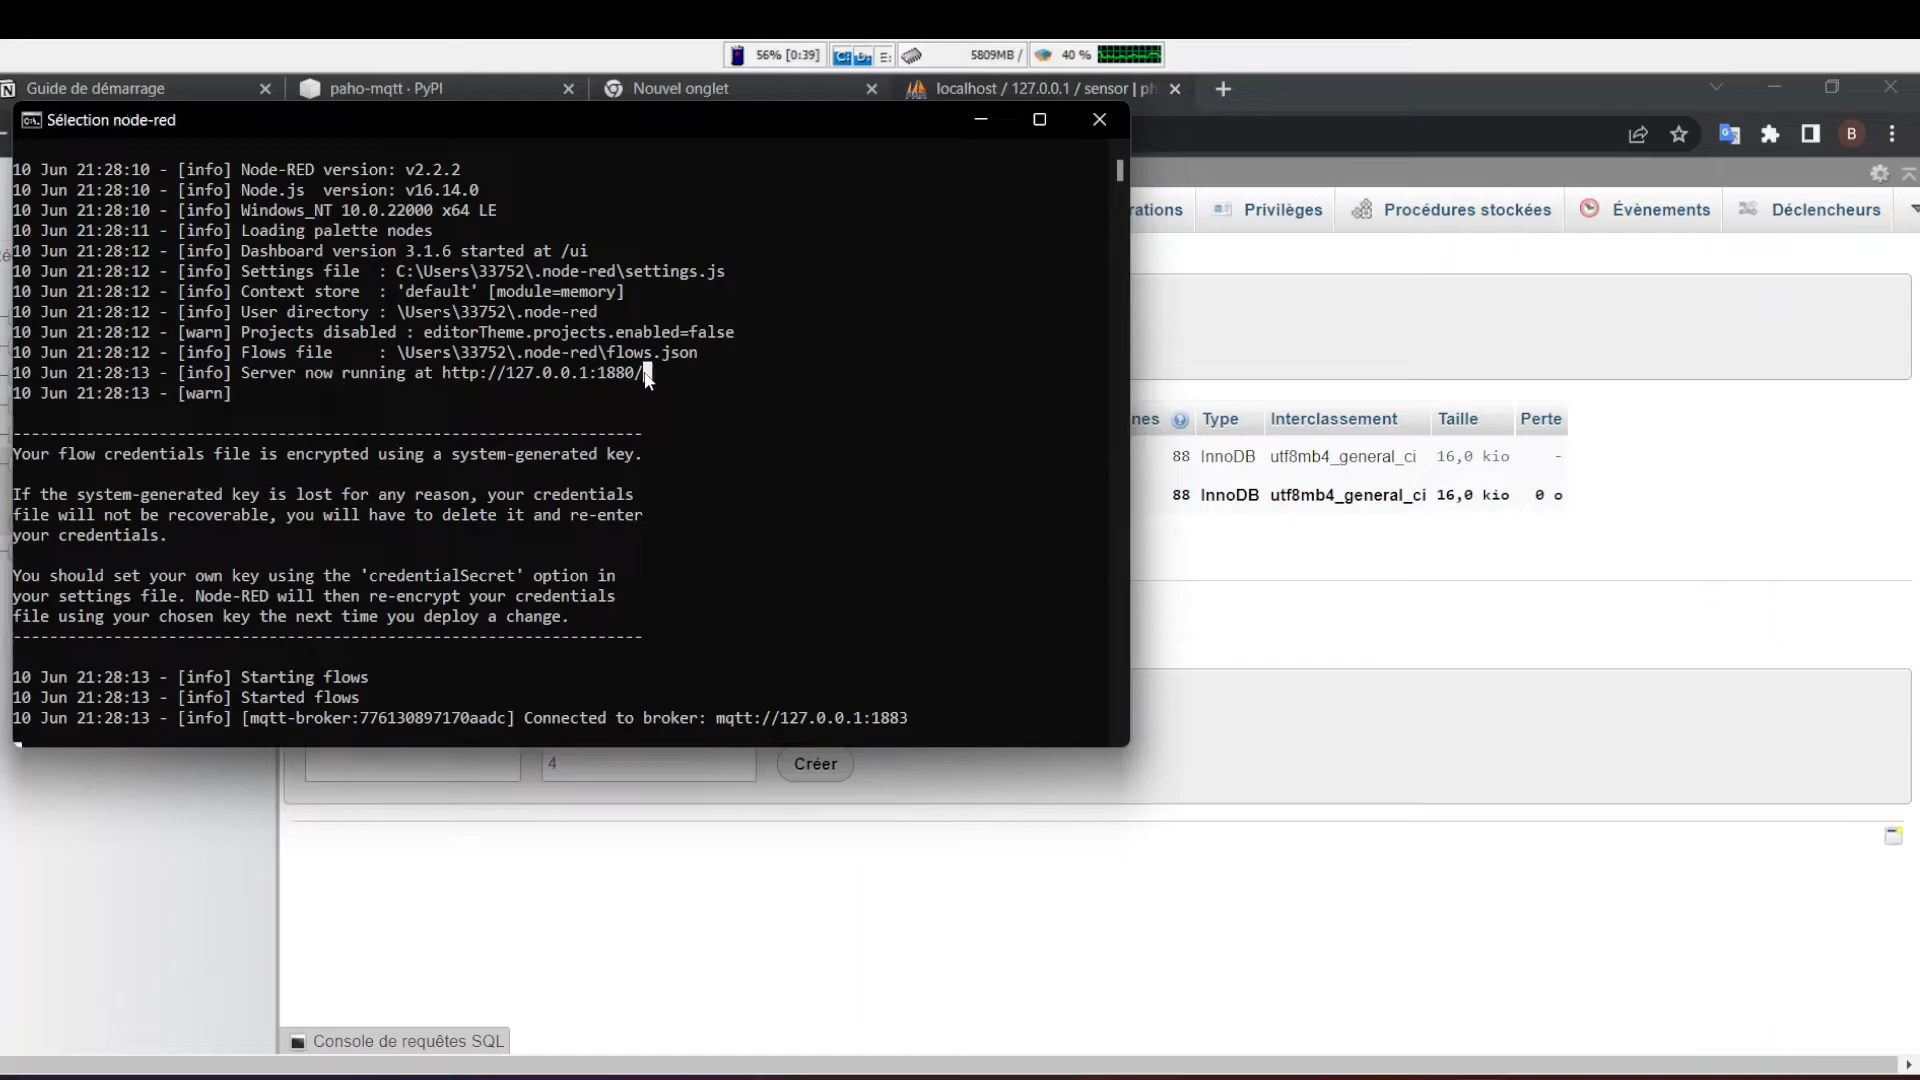 56% [0:39] C: D: E: 5809MB / 40 %
Guide de démarrage
paho-mqtt · PyPI
Nouvel onglet
localhost / 127.0.0.1 / sensor | ph
Sélection node-red
B
10 Jun 21:28:10 - [info] Node-RED version: v2.2.2
10 Jun 21:28:10 - [info] Node.js  version: v16.14.0
10 Jun 21:28:10 - [info] Windows_NT 10.0.22000 x64 LE
10 Jun 21:28:11 - [info] Loading palette nodes
10 Jun 21:28:12 - [info] Dashboard version 3.1.6 started at /ui
10 Jun 21:28:12 - [info] Settings file  : C:\Users\33752\.node-red\settings.js
10 Jun 21:28:12 - [info] Context store  : 'default' [module=memory]
10 Jun 21:28:12 - [info] User directory : \Users\33752\.node-red
10 Jun 21:28:12 - [warn] Projects disabled : editorTheme.projects.enabled=false
10 Jun 21:28:12 - [info] Flows file     : \Users\33752\.node-red\flows.json
10 Jun 21:28:13 - [info] Server now running at http://127.0.0.1:1880/
10 Jun 21:28:13 - [warn]
---------------------------------------------------------------------
Your flow credentials file is encrypted using a system-generated key.
If the system-generated key is lost for any reason, your credentials
file will not be recoverable, you will have to delete it and re-enter
your credentials.
You should set your own key using the 'credentialSecret' option in
your settings file. Node-RED will then re-encrypt your credentials
file using your chosen key the next time you deploy a change.
---------------------------------------------------------------------
10 Jun 21:28:13 - [info] Starting flows
10 Jun 21:28:13 - [info] Started flows
10 Jun 21:28:13 - [info] [mqtt-broker:776130897170aadc] Connected to broker: mqtt://127.0.0.1:1883
rations Privilèges Procédures stockées Évènements Déclencheurs
nes Type Interclassement Taille Perte
88 InnoDB utf8mb4_general_ci 16,0 kio -
88 InnoDB utf8mb4_general_ci 16,0 kio 0 o
4 Créer
Console de requêtes SQL